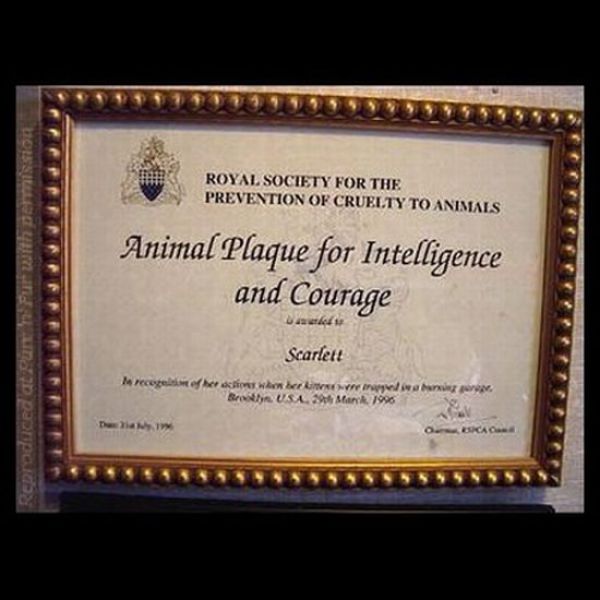 ROYAL SOCIETY FOR THE
PREVENTION OF CRUELTY TO ANIMALS
Animal Plaque for Intelligence
and Courage
is awarded to
Scarlett
In recognition of her actions when her kittens were trapped in a burning garage,
Brooklyn, U.S.A., 29th March, 1996
Date: 31st July, 1996
Chairman, RSPCA Council
Reproduced at Purr 'n' Fur with permission